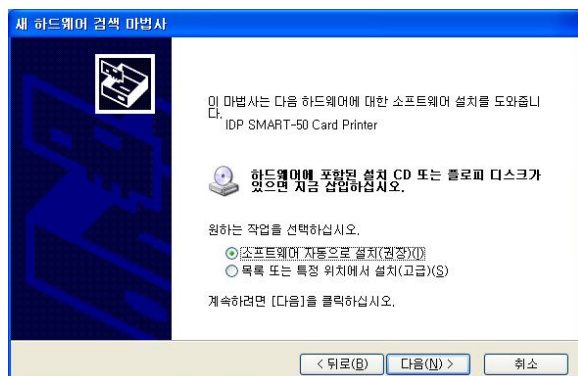 새 하드웨어 검색 마법사
이 마법사는 다음 하드웨어에 대한 소프트웨어 설치를 도와줍니
다.
IDP SMART-50 Card Printer
하드웨어에 포함된 설치 CD 또는 플로피 디스크가
있으면 지금 삽입하십시오.
원하는 작업을 선택하십시오.
소프트웨어 자동으로 설치(권장)(I)
목록 또는 특정 위치에서 설치(고급)(S)
계속하려면 [다음]을 클릭하십시오.
< 뒤로(B) 다음(N) > 취소